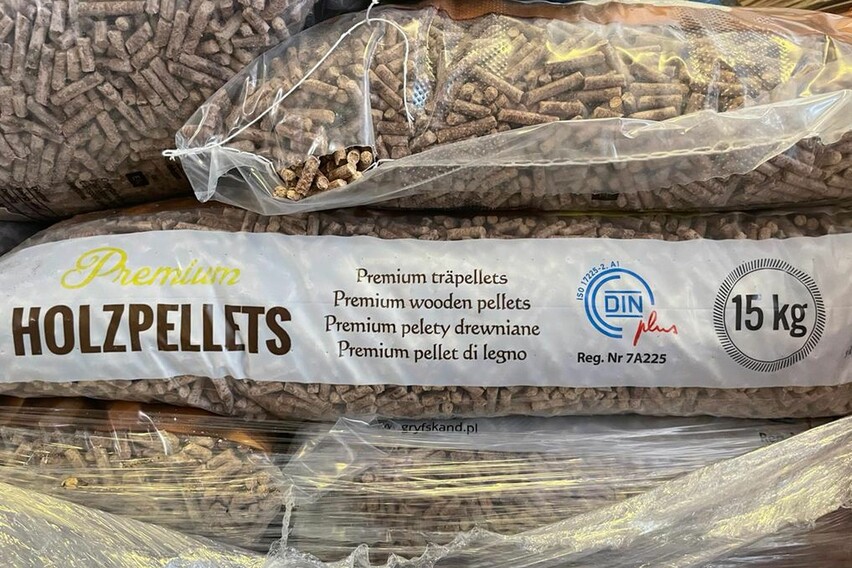 Premium
HOLZPELLETS
Premium träpellets
Premium wooden pellets
Premium pelety drewniane
Premium pellet di legno
ISO 17225-2, A1
DIN
plus
Reg. Nr 7A225
15 kg
gryfskand.pl